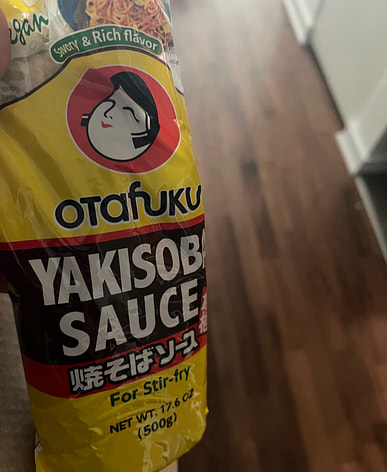 Vegan
Savory & Rich flavor
OTAFUKU
YAKISOBA
SAUCE
焼そばソース
For Stir-fry
NET WT. 17.6 OZ
(500g)